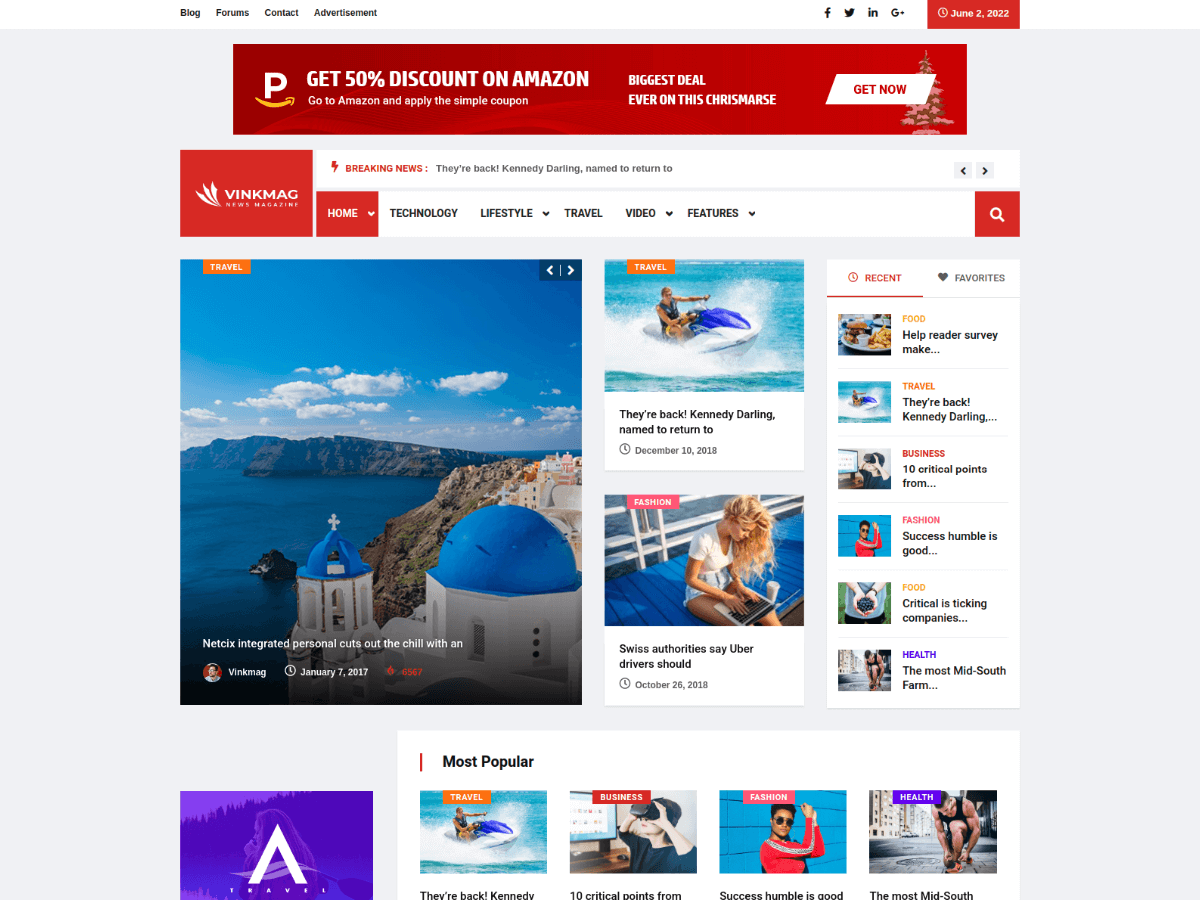 Blog Forums Contact Advertisement
June 2, 2022
P GET 50% DISCOUNT ON AMAZON
Go to Amazon and apply the simple coupon
BIGGEST DEAL
EVER ON THIS CHRISMARSE
GET NOW
VINKMAG
NEWS MAGAZINE
BREAKING NEWS : They're back! Kennedy Darling, named to return to
HOME TECHNOLOGY LIFESTYLE TRAVEL VIDEO FEATURES
TRAVEL
Netcix integrated personal cuts out the chill with an
Vinkmag January 7, 2017 6567
TRAVEL
They're back! Kennedy Darling,
named to return to
December 10, 2018
FASHION
Swiss authorities say Uber
drivers should
October 26, 2018
RECENT FAVORITES
FOOD
Help reader survey
make...
TRAVEL
They're back!
Kennedy Darling,...
BUSINESS
10 critical points
from...
FASHION
Success humble is
good...
FOOD
Critical is ticking
companies...
HEALTH
The most Mid-South
Farm...
A
TRAVEL
Most Popular
TRAVEL
They're back! Kennedy
BUSINESS
10 critical points from
FASHION
Success humble is good
HEALTH
The most Mid-South